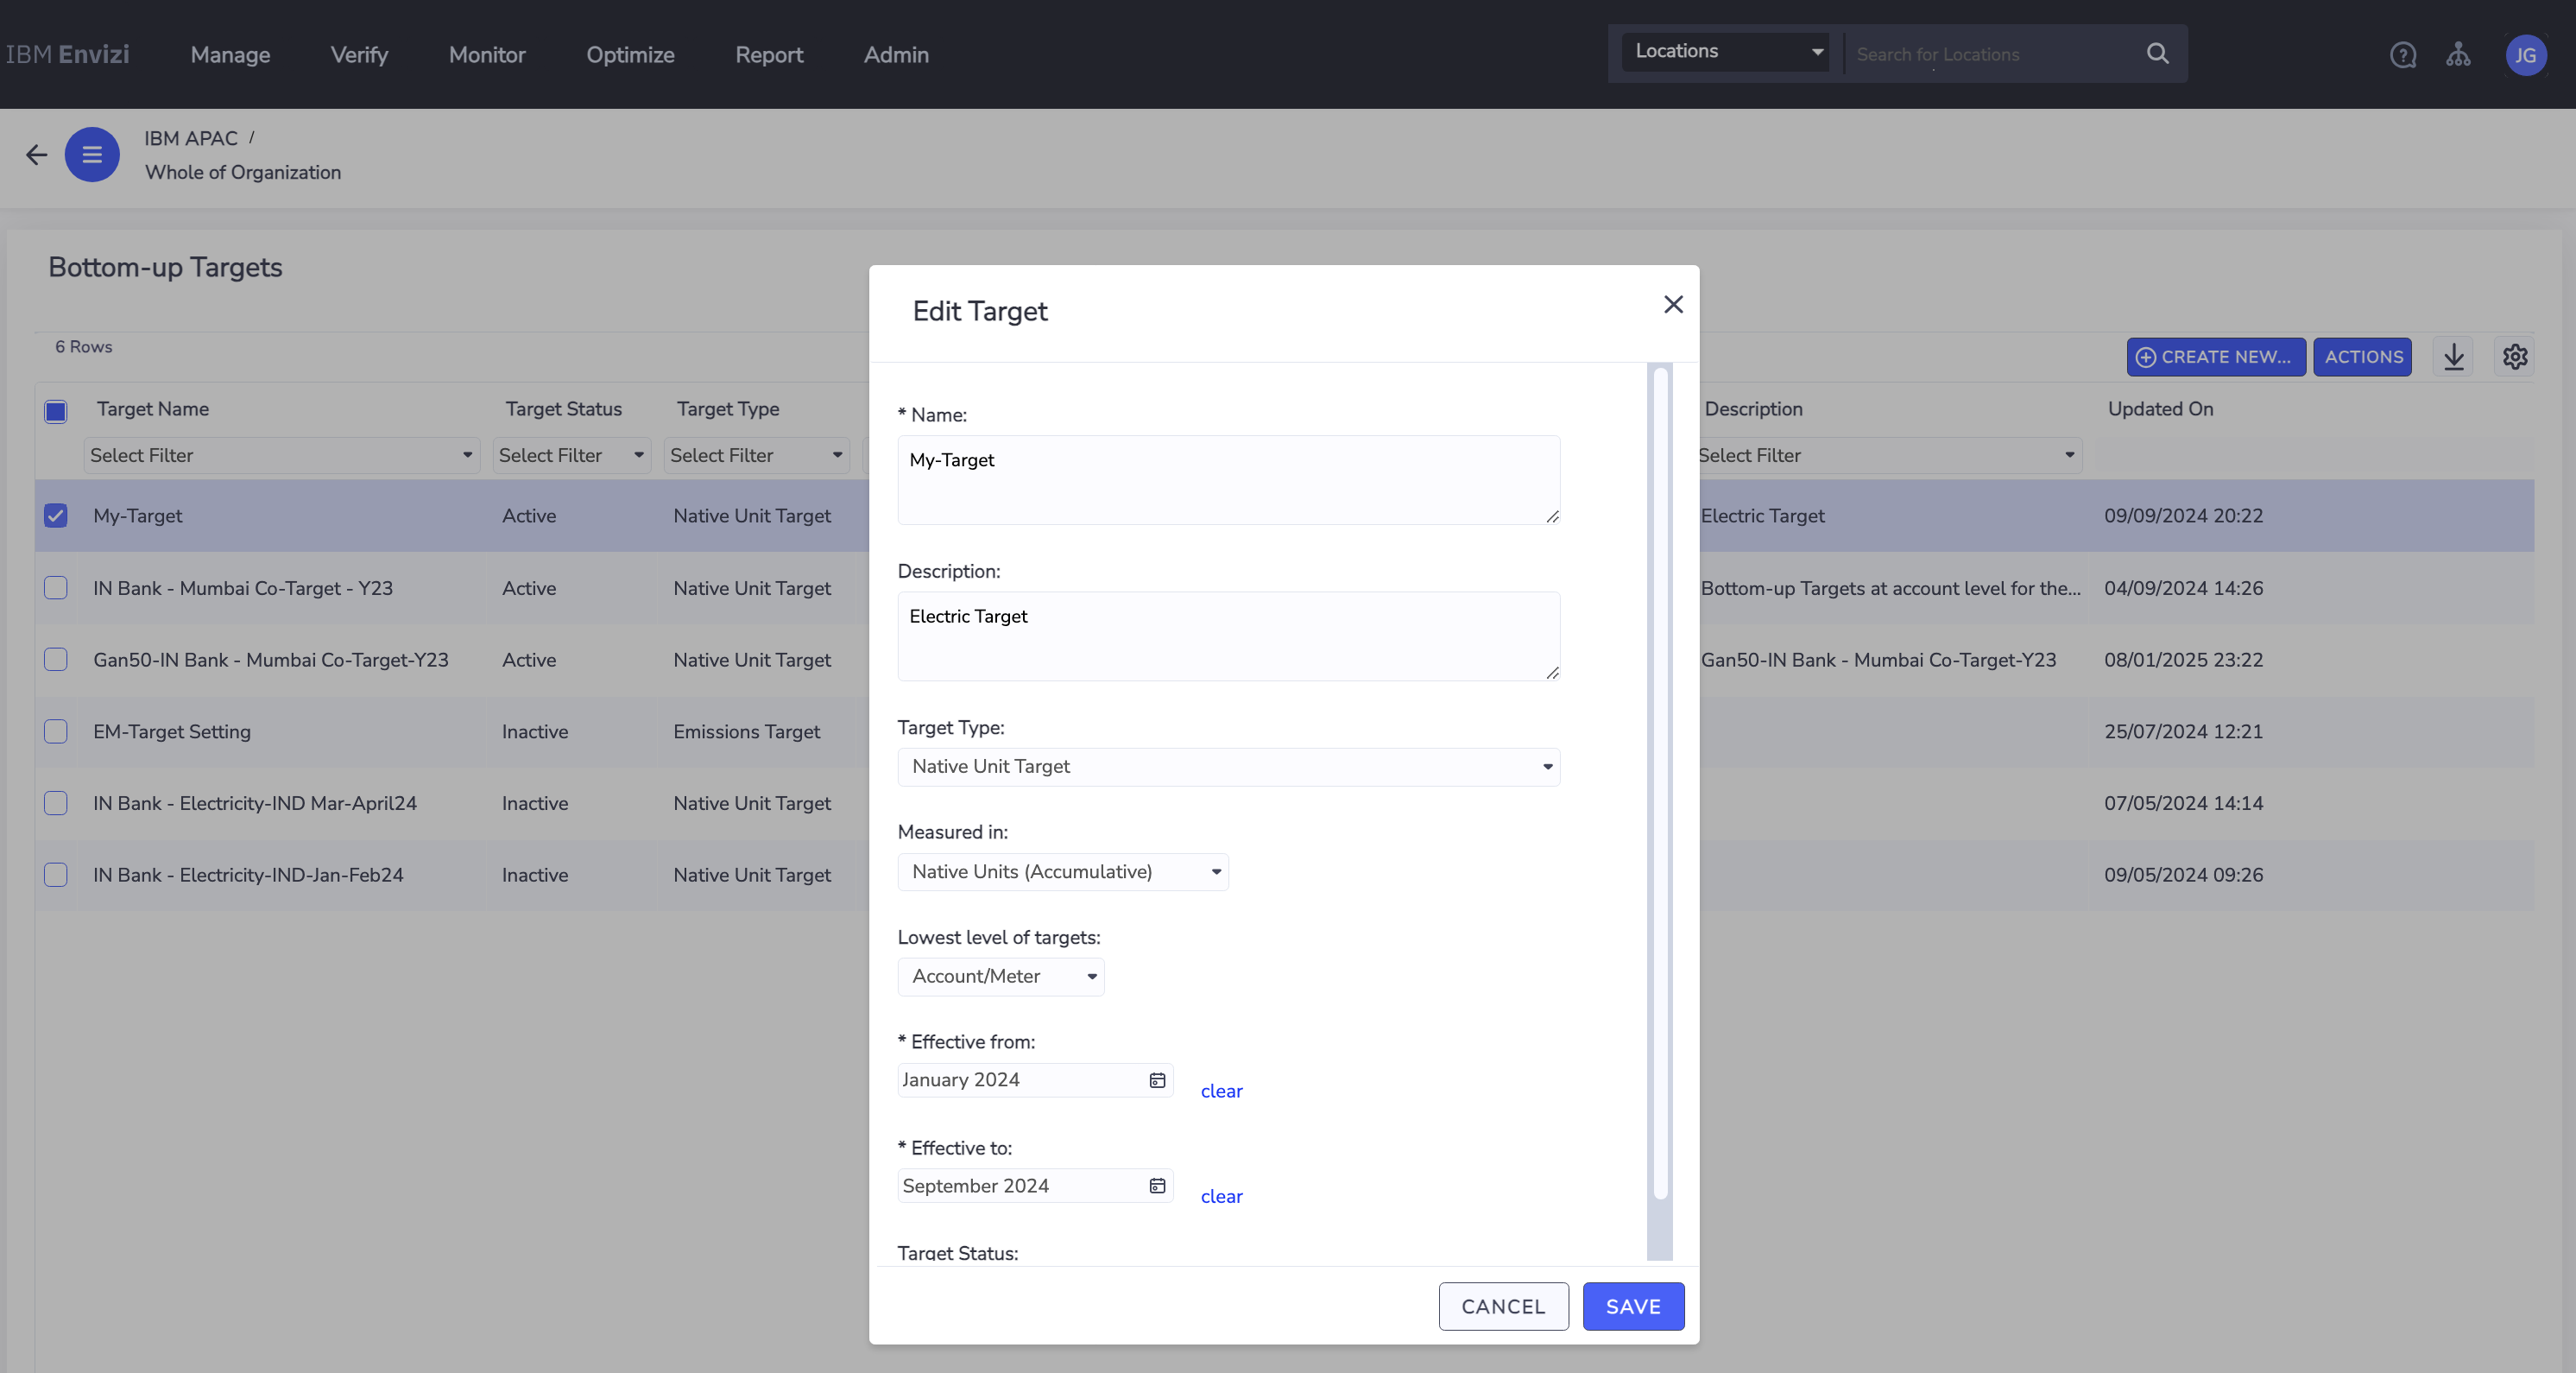 IBM Envizi
Manage
Verify
Monitor
Optimize
Report
Admin
Locations
Search for Locations
JG
IBM APAC /
Whole of Organization
Bottom-up Targets
6 Rows
CREATE NEW...
ACTIONS
Target Name
Target Status
Target Type
Description
Updated On
Select Filter
Select Filter
Select Filter
Select Filter
My-Target
Active
Native Unit Target
Electric Target
09/09/2024 20:22
IN Bank - Mumbai Co-Target - Y23
Active
Native Unit Target
Bottom-up Targets at account level for the...
04/09/2024 14:26
Gan50-IN Bank - Mumbai Co-Target-Y23
Active
Native Unit Target
Gan50-IN Bank - Mumbai Co-Target-Y23
08/01/2025 23:22
EM-Target Setting
Inactive
Emissions Target
25/07/2024 12:21
IN Bank - Electricity-IND Mar-April24
Inactive
Native Unit Target
07/05/2024 14:14
IN Bank - Electricity-IND-Jan-Feb24
Inactive
Native Unit Target
09/05/2024 09:26
Edit Target
* Name:
My-Target
Description:
Electric Target
Target Type:
Native Unit Target
Measured in:
Native Units (Accumulative)
Lowest level of targets:
Account/Meter
* Effective from:
January 2024
clear
* Effective to:
September 2024
clear
Target Status:
CANCEL
SAVE